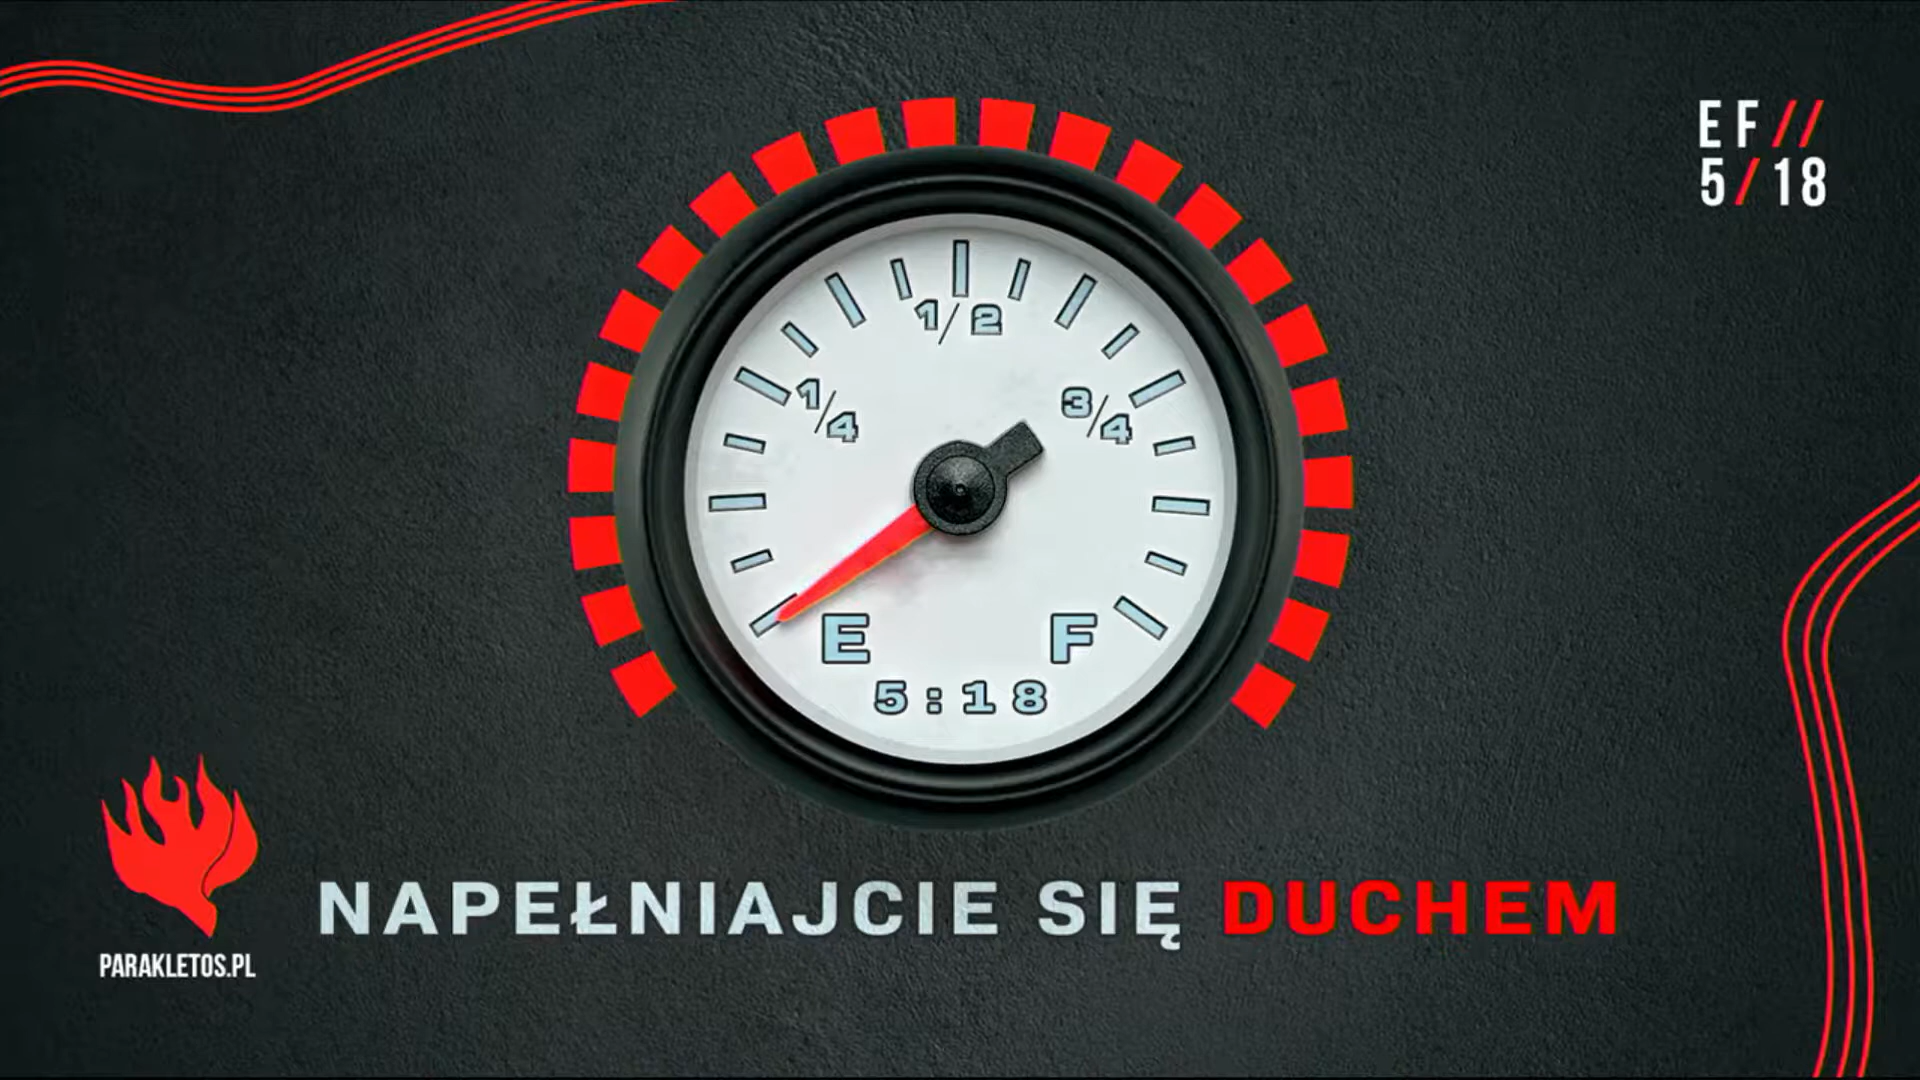 EF//
5/18
1/2
1/4
3/4
E
F
5:18
NAPEŁNIAJCIE SIĘ DUCHEM
PARAKLETOS.PL